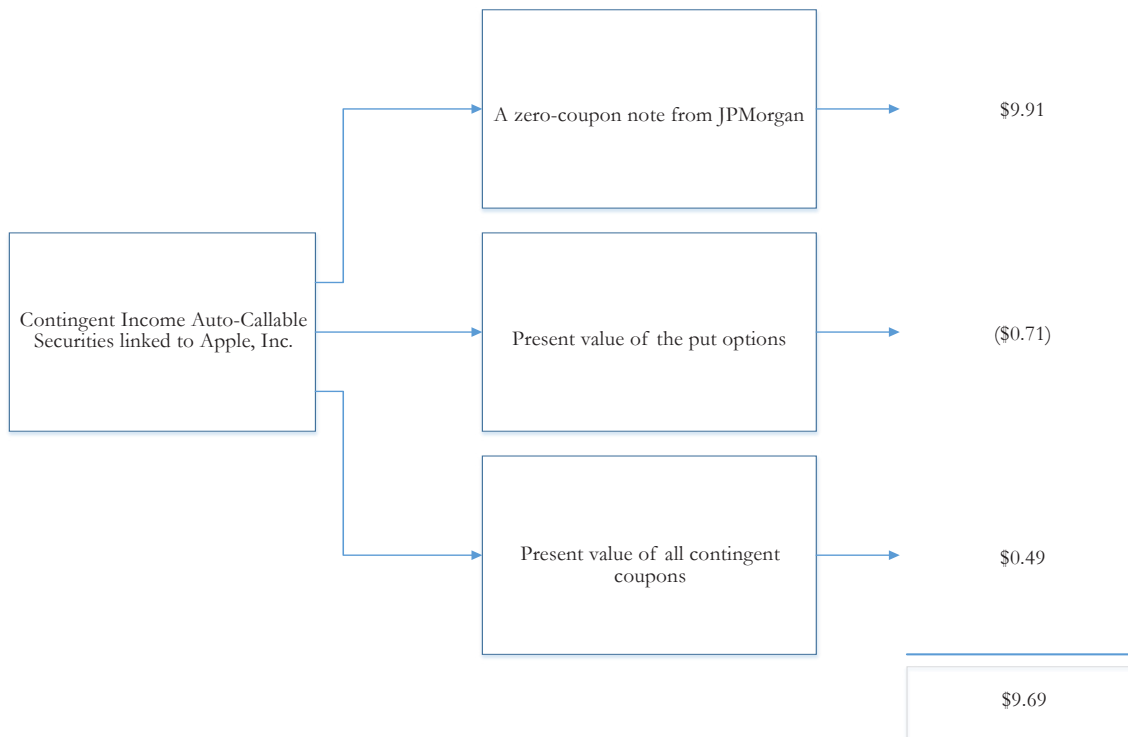 A zero-coupon note from JPMorgan
$9.91
Contingent Income Auto-Callable
Securities linked to Apple, Inc.
Present value of the put options
($0.71)
Present value of all contingent
coupons
$0.49
$9.69